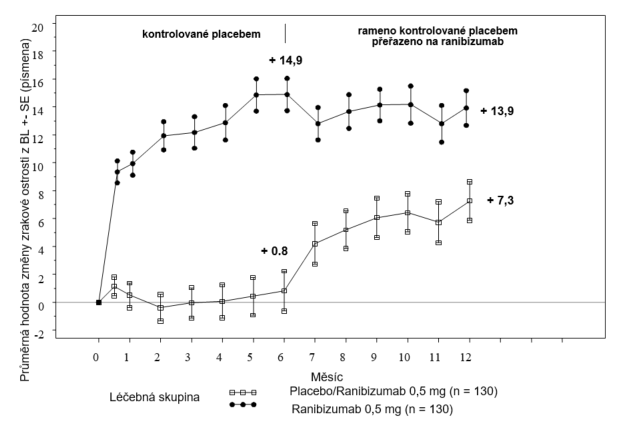 kontrolované placebem
rameno kontrolované placebem
přeřazeno na ranibizumab
Průměrná hodnota změny zrakové ostrosti z BL +- SE (písmena)
20
18
16
14
12
10
8
6
4
2
0
-2
+ 14,9
+ 13,9
+ 0.8
+ 7,3
0 1 2 3 4 5 6 7 8 9 10 11 12
Měsíc
Léčebná skupina
Placebo/Ranibizumab 0,5 mg (n = 130)
Ranibizumab 0,5 mg (n = 130)